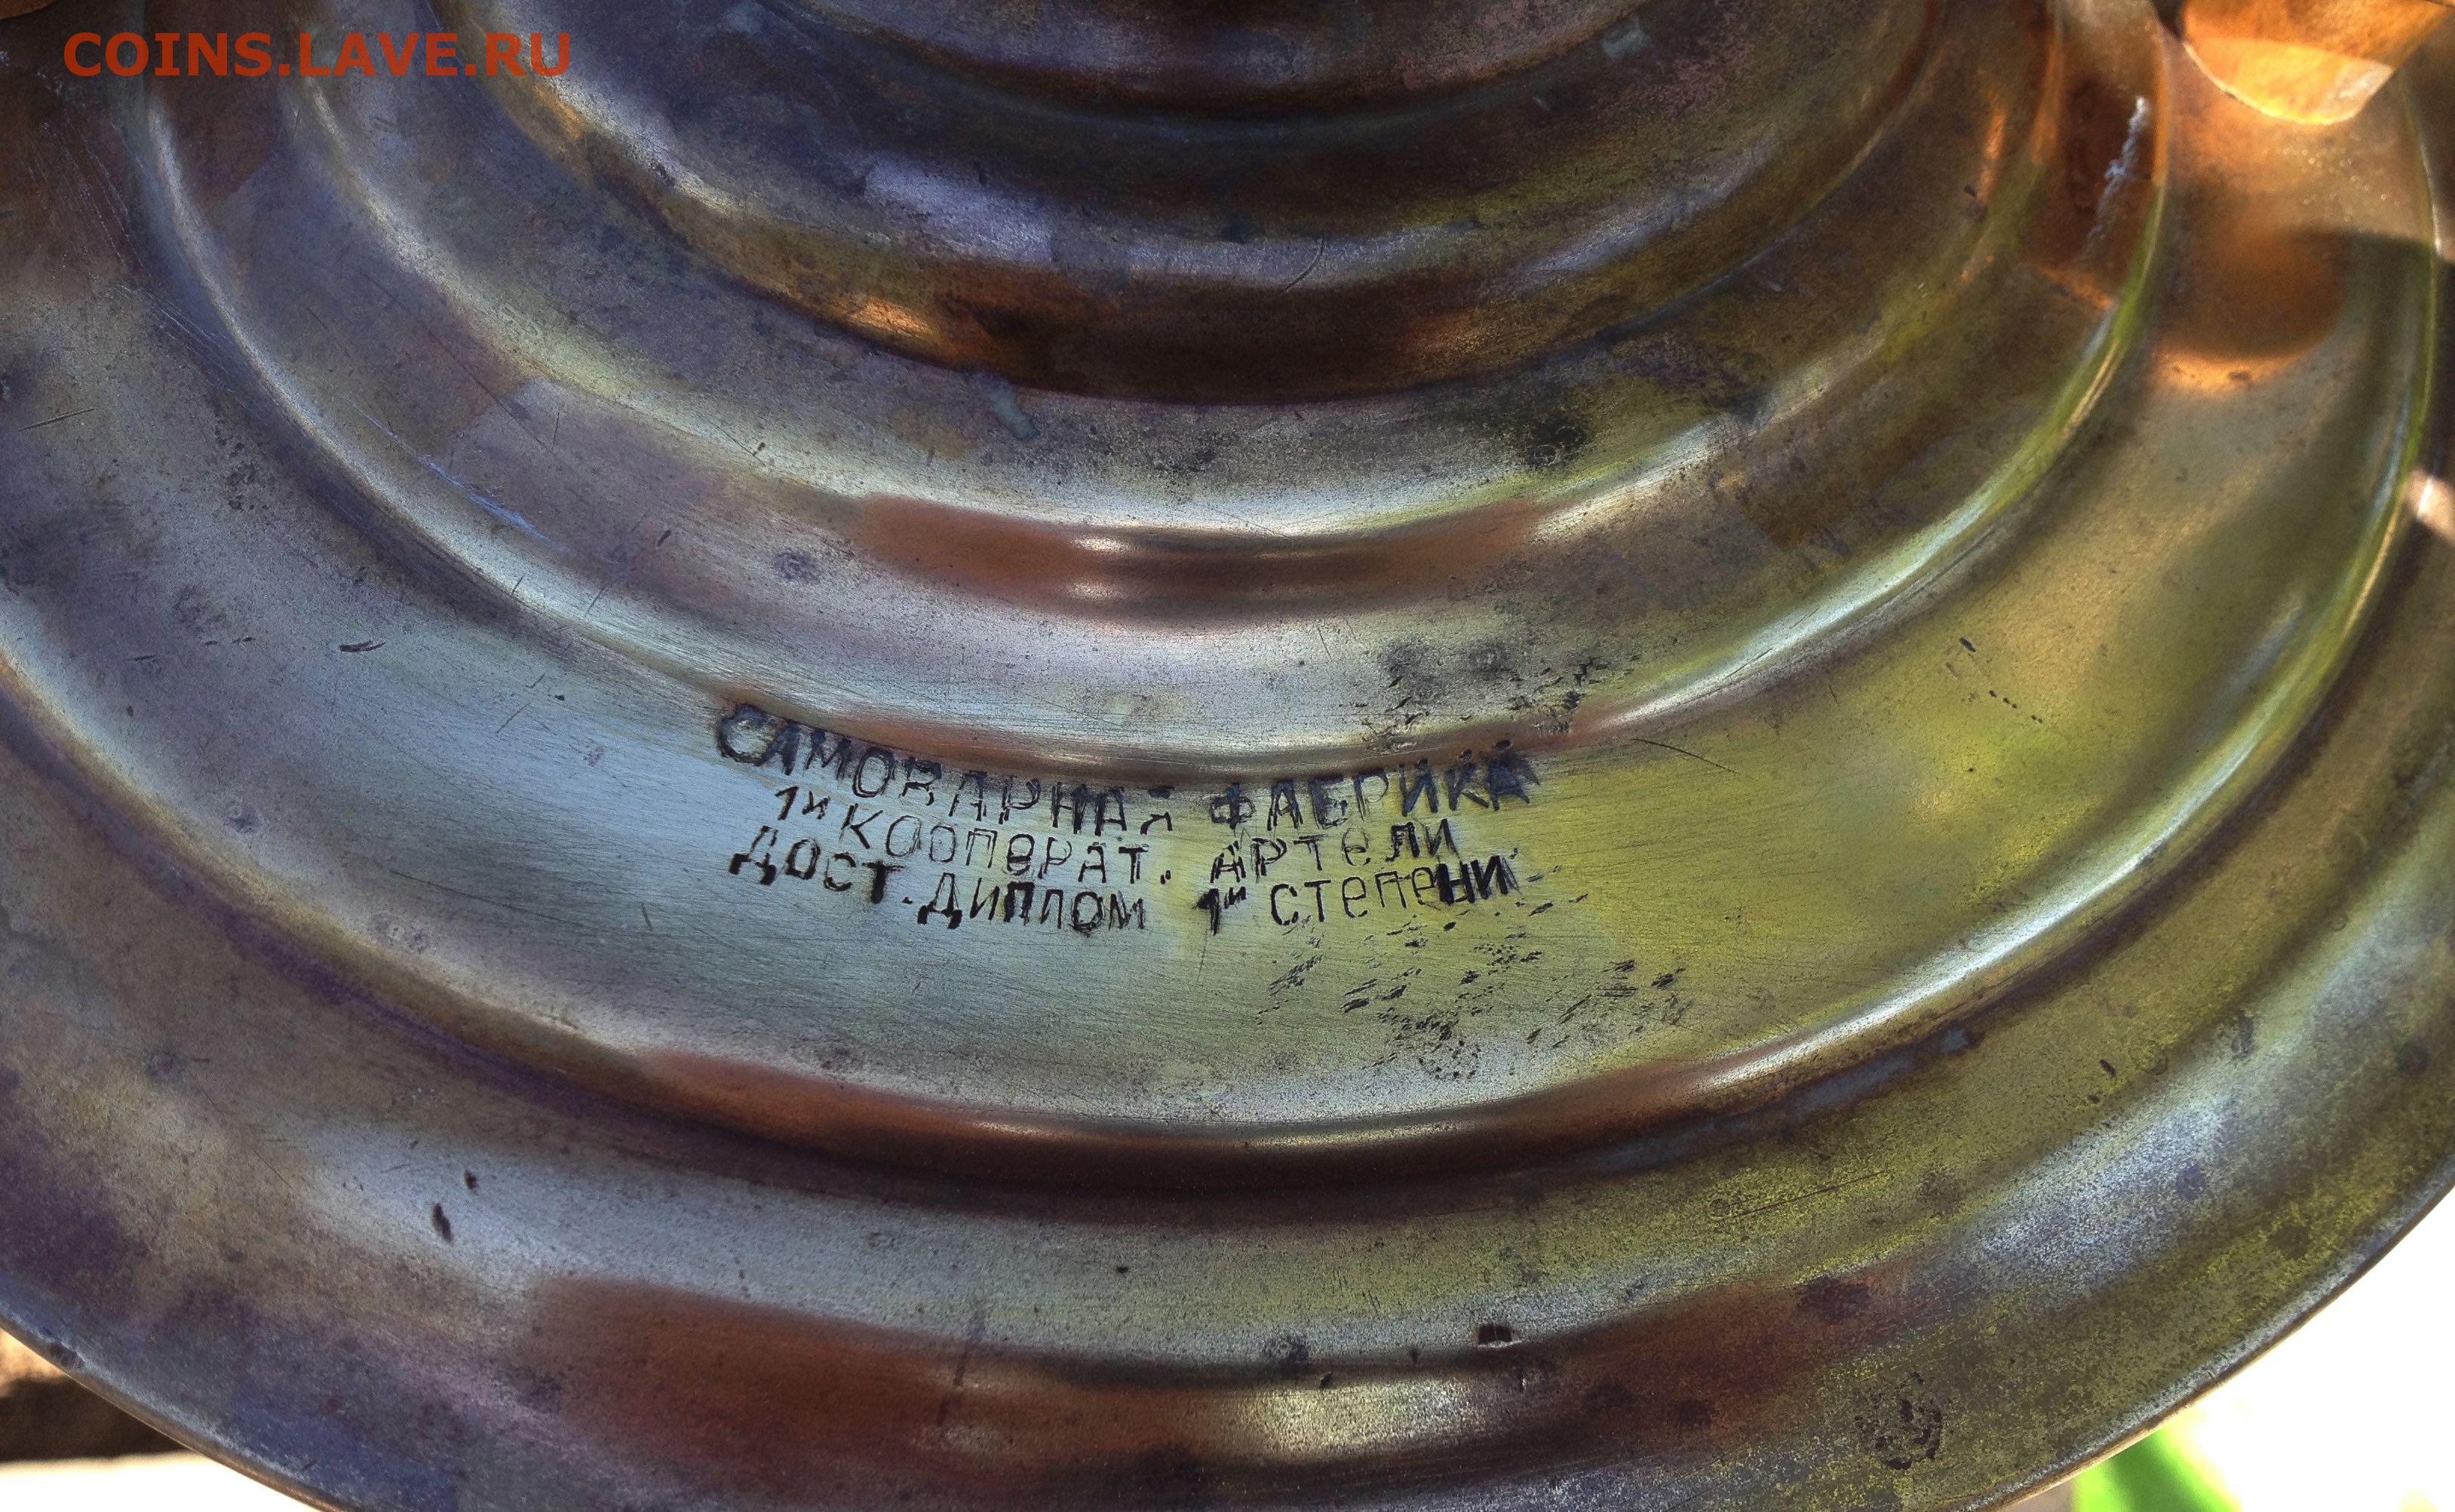 COINS.LAVE.RU
САМОВАРНАЯ ФАБРИКА
1й КООПЕРАТ. АРТЕЛИ
ДОСТ. ДИПЛОМ 1й СТЕПЕНИ